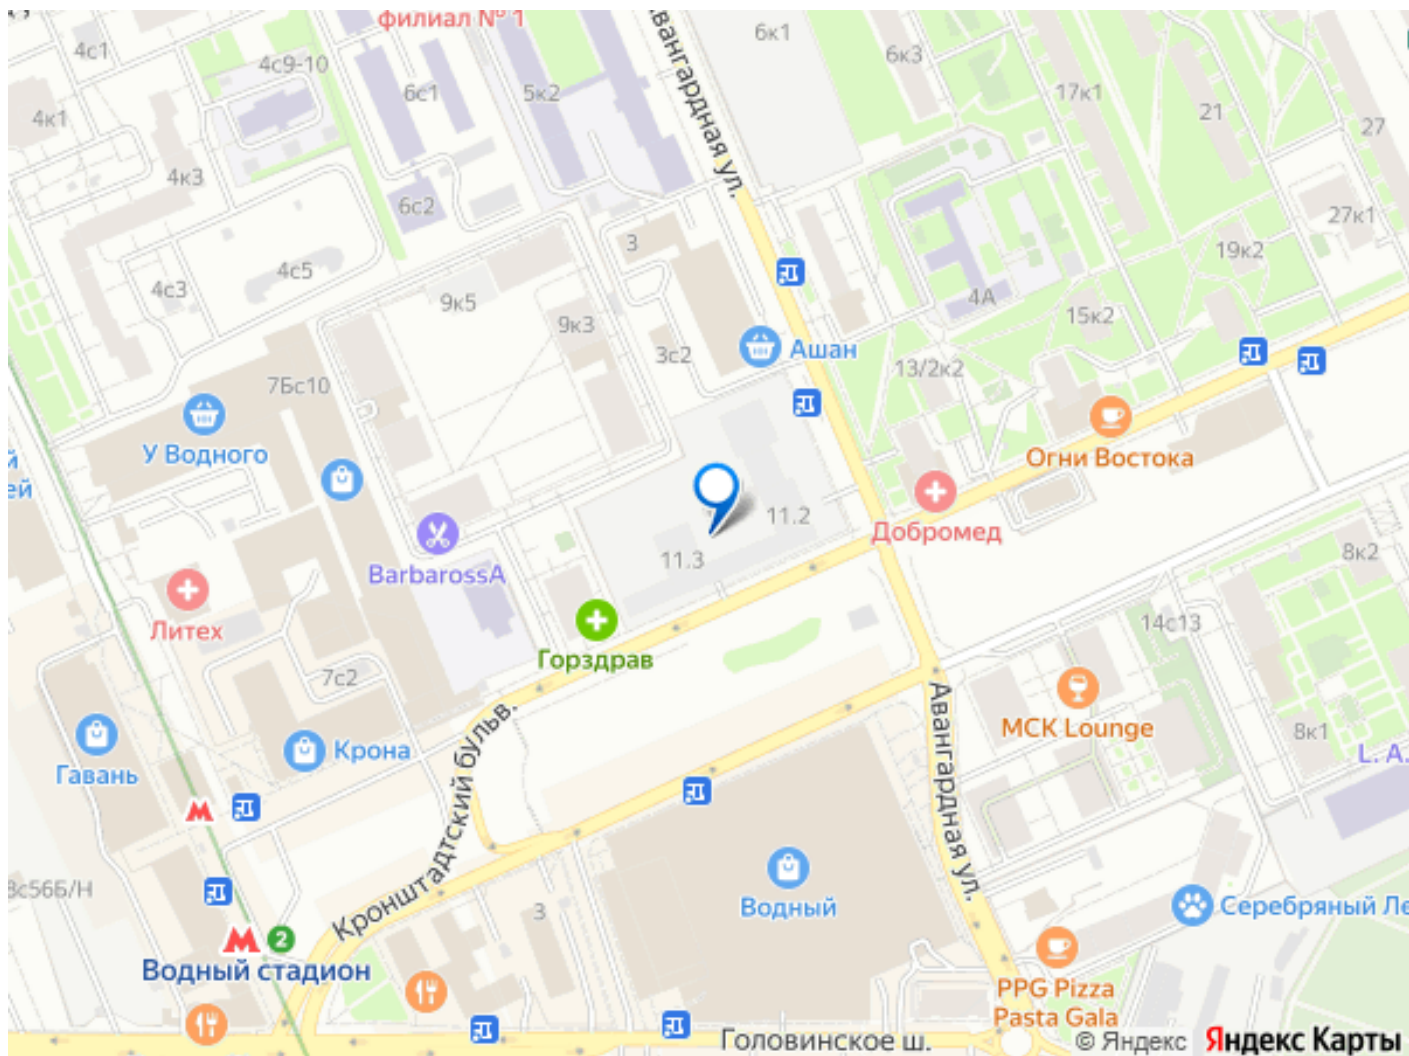 филиал № 1
4с1
4с9-10
6с1
5к2
6к1
6к3
17к1
21
27
4к1
4к3
6с2
Авангардная ул.
4с5
4с3
3
9к5
9к3
3с2
Ашан
4А
15к2
19к2
27к1
13/2к2
7Бс10
У Водного
Огни Востока
11.2
11.3
Добромед
BarbarossA
8к2
Литех
Горздрав
14с13
7с2
MCK Lounge
8к1
L. A.
Крона
Гавань
Кронштадтский бульв.
Авангардная ул.
Водный
3
Серебряный Ле
2
Водный стадион
PPG Pizza
Pasta Gala
Головинское ш.
© Яндекс Яндекс Карты